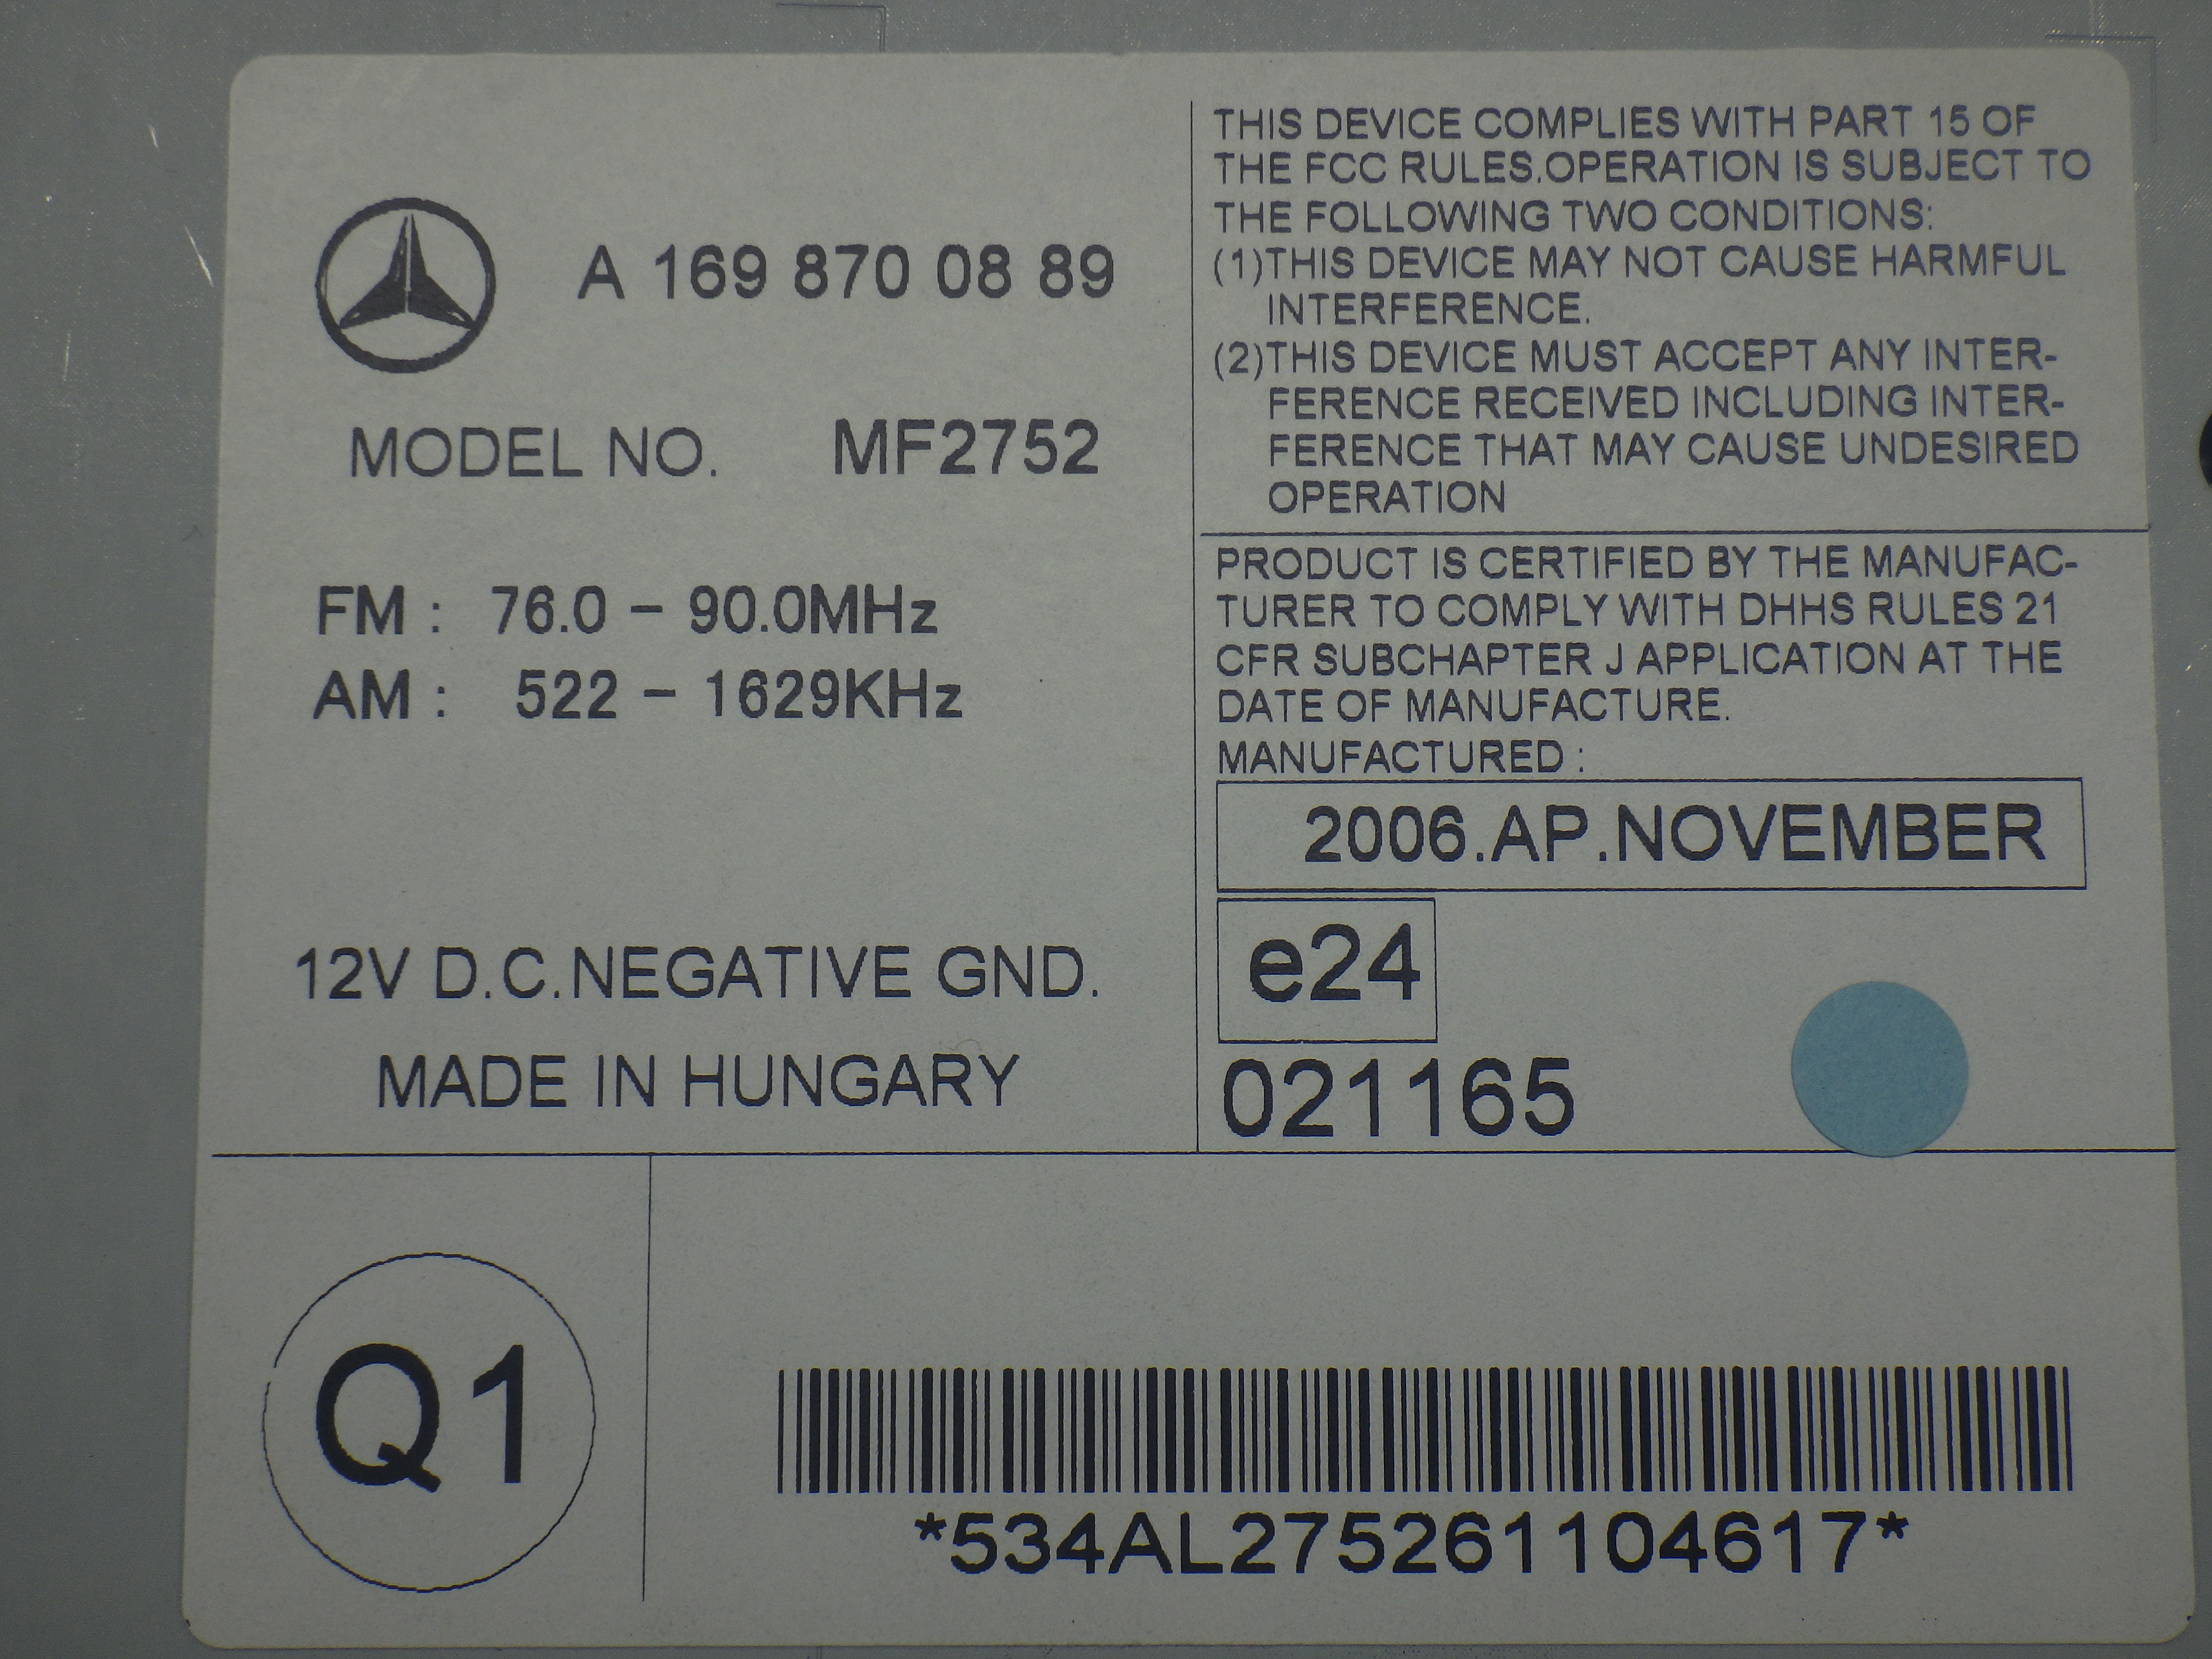 A 169 870 08 89
MODEL NO. MF2752
FM : 76.0 – 90.0MHz
AM : 522 – 1629KHz
12V D.C.NEGATIVE GND.
MADE IN HUNGARY
THIS DEVICE COMPLIES WITH PART 15 OF
THE FCC RULES.OPERATION IS SUBJECT TO
THE FOLLOWING TWO CONDITIONS:
(1)THIS DEVICE MAY NOT CAUSE HARMFUL
INTERFERENCE.
(2)THIS DEVICE MUST ACCEPT ANY INTER-
FERENCE RECEIVED INCLUDING INTER-
FERENCE THAT MAY CAUSE UNDESIRED
OPERATION
PRODUCT IS CERTIFIED BY THE MANUFAC-
TURER TO COMPLY WITH DHHS RULES 21
CFR SUBCHAPTER J APPLICATION AT THE
DATE OF MANUFACTURE.
MANUFACTURED :
2006.AP.NOVEMBER
e24
021165
Q1
*534AL275261104617*